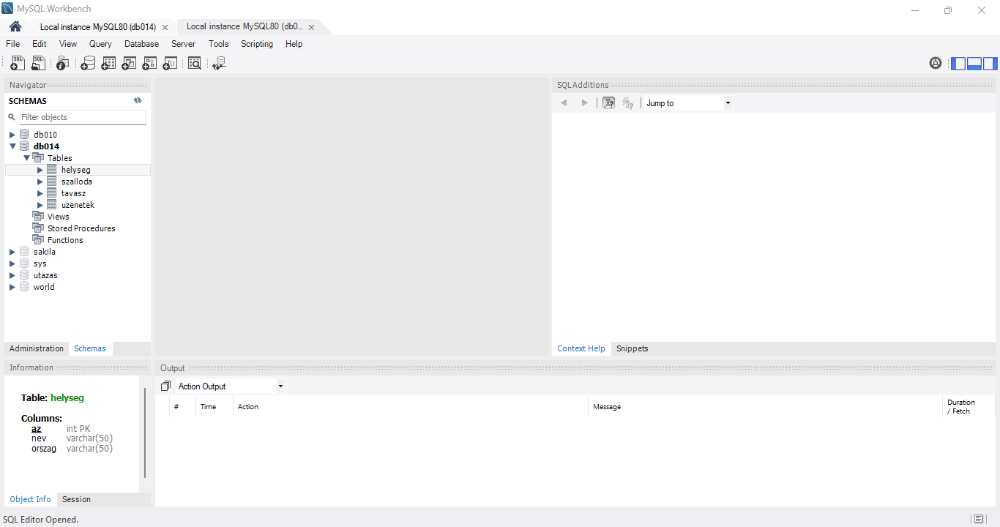 MySQL Workbench
Local instance MySQL80 (db014)
Local instance MySQL80 (db0...
File Edit View Query Database Server Tools Scripting Help
Navigator
SCHEMAS
Filter objects
db010
db014
Tables
helyseg
szalloda
tavasz
uzenetek
Views
Stored Procedures
Functions
sakila
sys
utazas
world
Administration Schemas
SQLAdditions
Jump to
Context Help Snippets
Information
Table: helyseg
Columns:
az int PK
nev varchar(50)
orszag varchar(50)
Object Info Session
Output
Action Output
# Time Action Message Duration / Fetch
SQL Editor Opened.